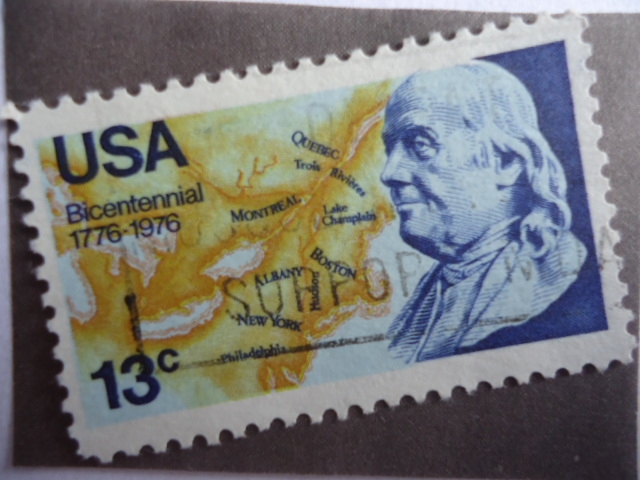 USA
Bicentennial
1776-1976
QUEBEC
Trois Rivières
MONTREAL
Lake
Champlain
BOSTON
ALBANY
Hudson
NEW YORK
Philadelphia
13c